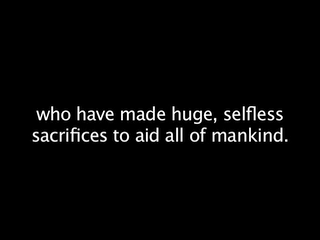 who have made huge, selfless
sacrifices to aid all of mankind.